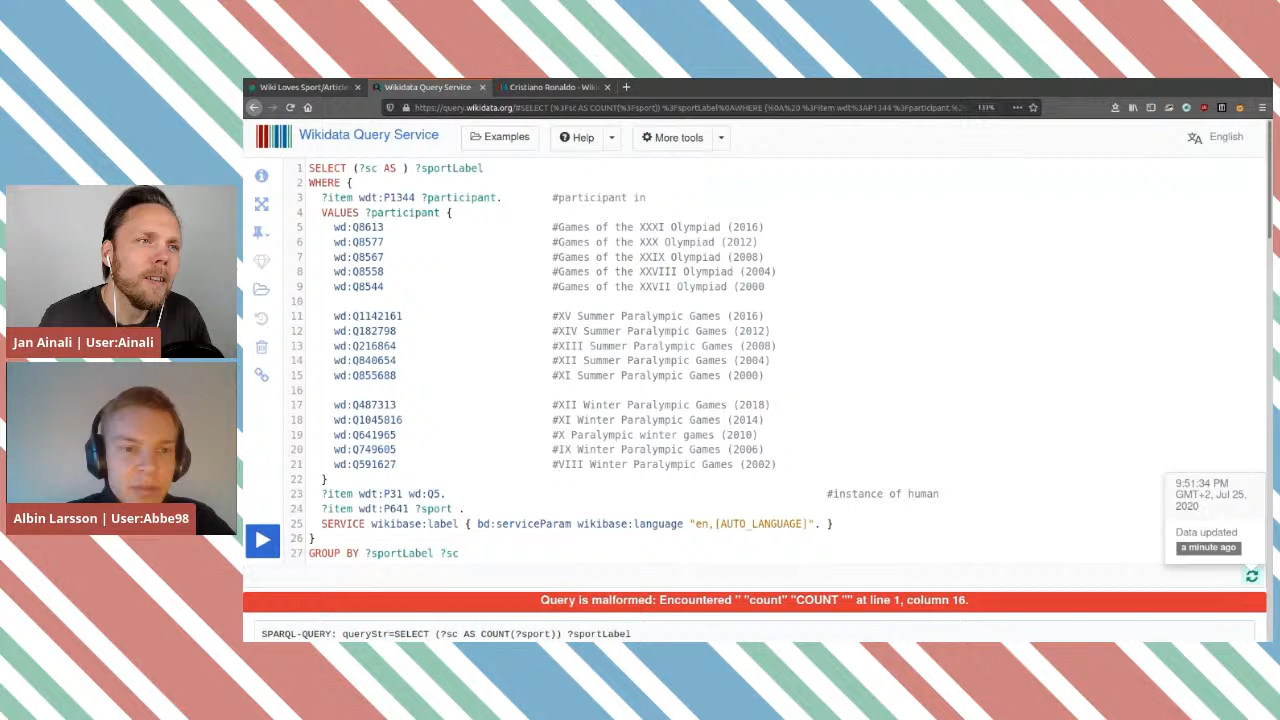 Wiki Loves Sport/Article
Wikidata Query Service
Cristiano Ronaldo - Wiki
https://query.wikidata.org/#SELECT (%3Fsc AS COUNT(%3Fsport)) %3FsportLabel%0AWHERE {%0A%20 %3Fitem wdt%3AP1344 %3Fparticipant.%2
133%
Wikidata Query Service
Examples
Help
More tools
English
1 SELECT (?sc AS ) ?sportLabel
2 WHERE {
3 ?item wdt:P1344 ?participant. #participant in
4 VALUES ?participant {
5 wd:Q8613 #Games of the XXXI Olympiad (2016)
6 wd:Q8577 #Games of the XXX Olympiad (2012)
7 wd:Q8567 #Games of the XXIX Olympiad (2008)
8 wd:Q8558 #Games of the XXVIII Olympiad (2004)
9 wd:Q8544 #Games of the XXVII Olympiad (2000
10
11 wd:Q1142161 #XV Summer Paralympic Games (2016)
12 wd:Q182798 #XIV Summer Paralympic Games (2012)
13 wd:Q216864 #XIII Summer Paralympic Games (2008)
14 wd:Q840654 #XII Summer Paralympic Games (2004)
15 wd:Q855688 #XI Summer Paralympic Games (2000)
16
17 wd:Q487313 #XII Winter Paralympic Games (2018)
18 wd:Q1045816 #XI Winter Paralympic Games (2014)
19 wd:Q641965 #X Paralympic winter games (2010)
20 wd:Q749605 #IX Winter Paralympic Games (2006)
21 wd:Q591627 #VIII Winter Paralympic Games (2002)
22 }
23 ?item wdt:P31 wd:Q5. #instance of human
24 ?item wdt:P641 ?sport .
25 SERVICE wikibase:label { bd:serviceParam wikibase:language "en,[AUTO_LANGUAGE]". }
26 }
27 GROUP BY ?sportLabel ?sc
9:51:34 PM
GMT+2, Jul 25,
2020
Data updated
a minute ago
Query is malformed: Encountered " "count" "COUNT "" at line 1, column 16.
SPARQL-QUERY: queryStr=SELECT (?sc AS COUNT(?sport)) ?sportLabel
Jan Ainali | User:Ainali
Albin Larsson | User:Abbe98